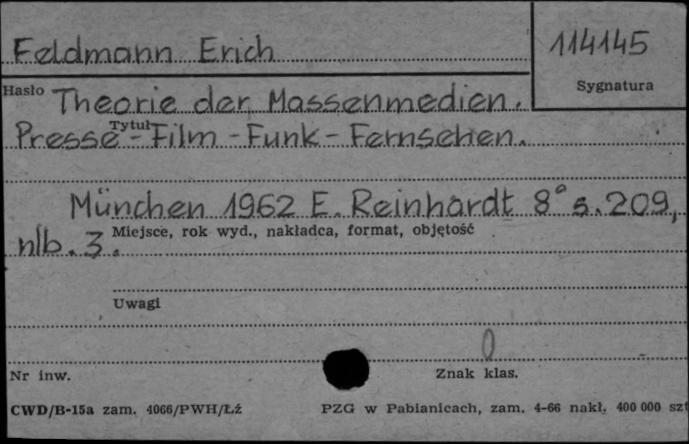 Feldmann Erich
114145
Hasło
Sygnatura
Theorie der Massenmedien.
Tytuł
Presse - Film - Funk - Fernsehen.
München 1962 E. Reinhardt 8° s. 209,
Miejsce, rok wyd., nakładca, format, objętość
nlb. 3.
Uwagi
0
Nr inw.
Znak klas.
CWD/B-15a zam. 4066/PWH/Łź
PZG w Pabianicach, zam. 4-66 nakł. 400 000 szt